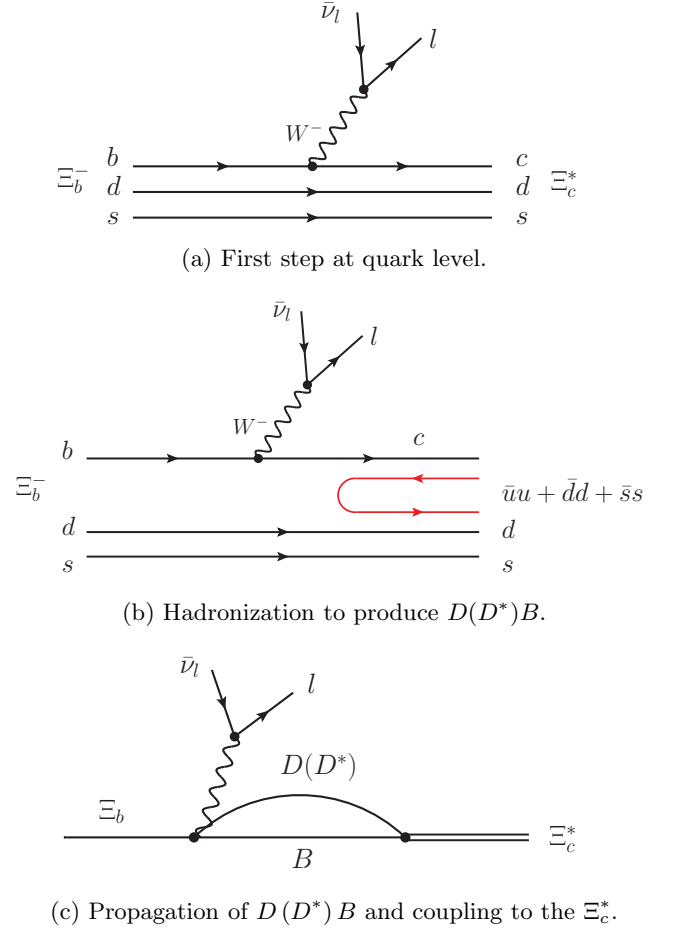 ν̄_l
l
W⁻
b c
Ξ_b⁻ d d Ξ_c^*
s s
(a) First step at quark level.
ν̄_l
l
W⁻
b c
Ξ_b⁻ ūu + d̄d + s̄s
d d
s s
(b) Hadronization to produce D(D*)B.
ν̄_l
l
D(D*)
Ξ_b Ξ_c^*
B
(c) Propagation of D (D*) B and coupling to the Ξ_c^*.